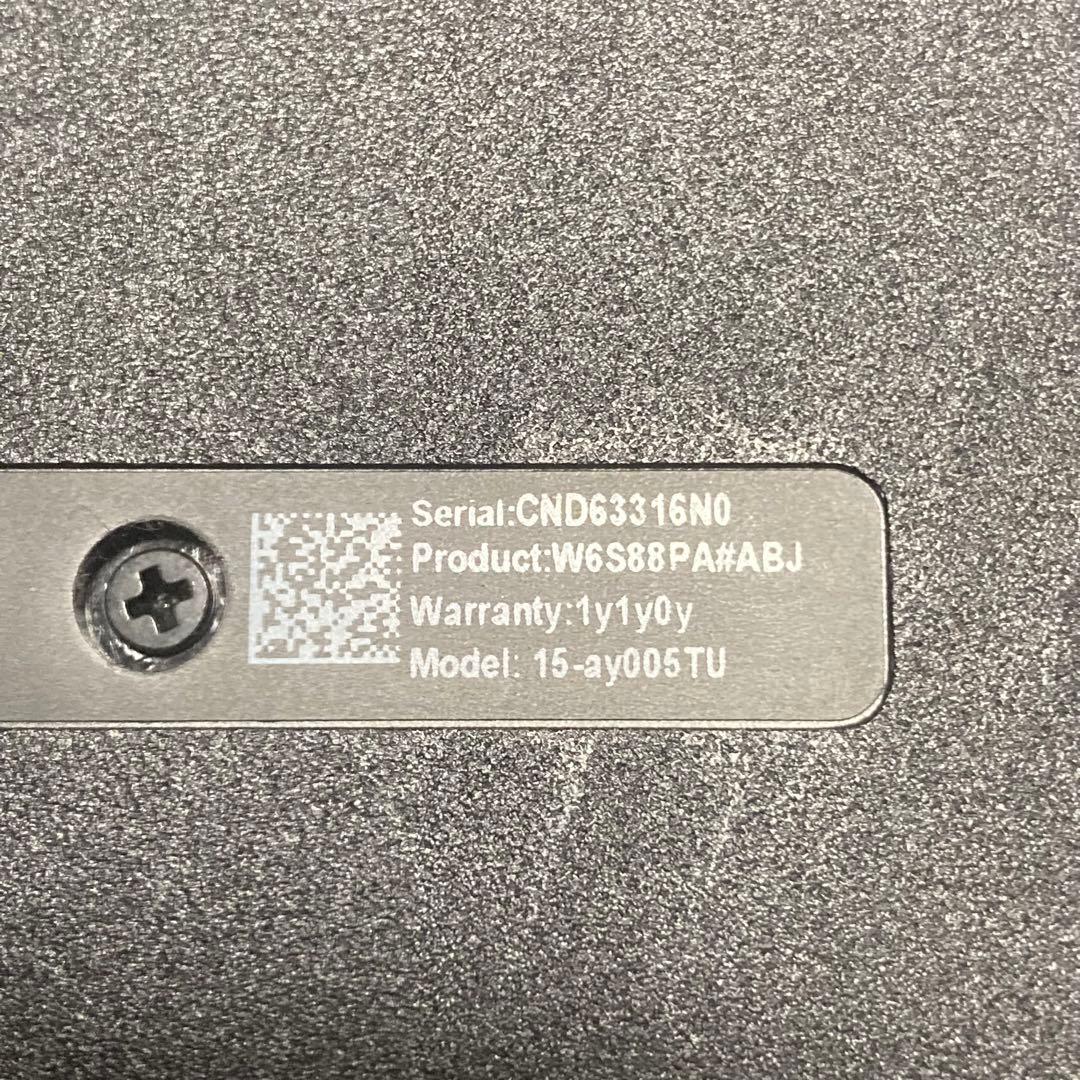 Serial:CND63316N0
Product:W6S88PA#ABJ
Warranty:1y1y0y
Model: 15-ay005TU